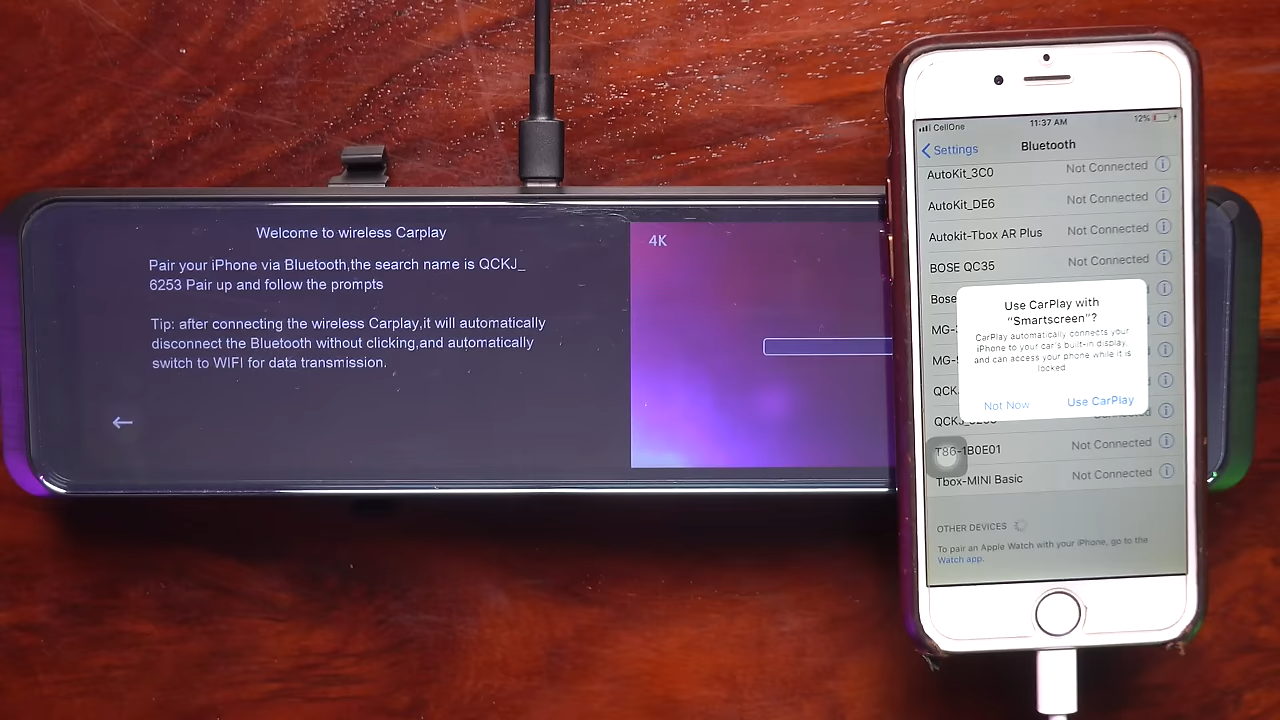 Welcome to wireless Carplay
Pair your iPhone via Bluetooth,the search name is QCKJ_
6253 Pair up and follow the prompts
Tip: after connecting the wireless Carplay,it will automatically
disconnect the Bluetooth without clicking,and automatically
switch to WIFI for data transmission.
4K
CellOne
11:37 AM
12%
Settings
Bluetooth
AutoKit_3C0 Not Connected
AutoKit_DE6 Not Connected
Autokit-Tbox AR Plus Not Connected
BOSE QC35 Not Connected
Bose
MG-
MG-
QCK
Use CarPlay with
“Smartscreen”?
CarPlay automatically connects your
iPhone to your car's built-in display,
and can access your phone while it is
locked.
Not Now Use CarPlay
T86-1B0E01 Not Connected
Tbox-MINI Basic Not Connected
OTHER DEVICES
To pair an Apple Watch with your iPhone, go to the
Watch app.